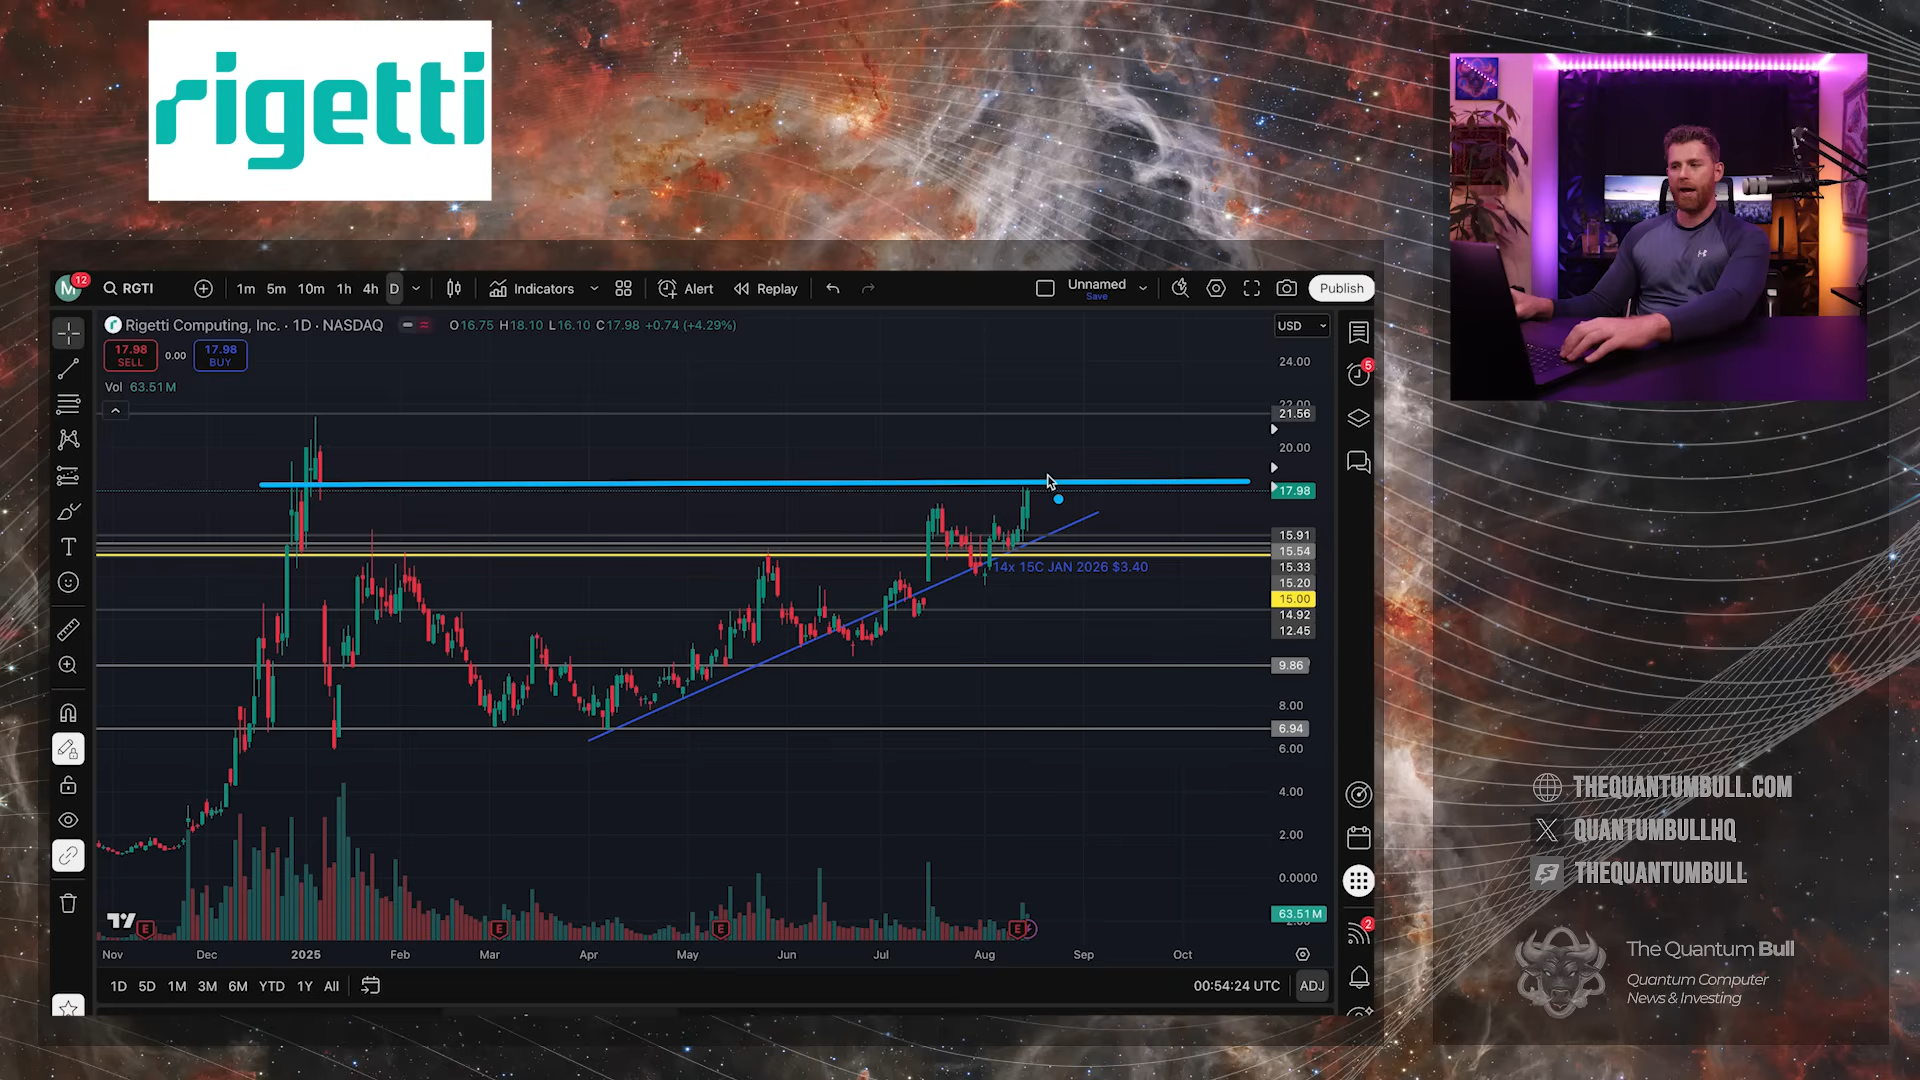 rigetti
M 12 RGTI 1m 5m 10m 1h 4h D Indicators Alert Replay Unnamed Save Publish
Rigetti Computing, Inc. · 1D · NASDAQ O16.75 H18.10 L16.10 C17.98 +0.74 (+4.29%) USD
17.98 SELL 0.00 17.98 BUY
Vol 63.51M
24.00
22.00
21.56
20.00
17.98
15.91
15.54
15.33
15.20
15.00
14.92
12.45
9.86
8.00
6.94
6.00
4.00
2.00
0.0000
63.51M
14x 15C JAN 2026 $3.40
5
2
T
E E E E
Nov Dec 2025 Feb Mar Apr May Jun Jul Aug Sep Oct
1D 5D 1M 3M 6M YTD 1Y All 00:54:24 UTC ADJ
THEQUANTUMBULL.COM
QUANTUMBULLHQ
THEQUANTUMBULL
The Quantum Bull
Quantum Computer
News & Investing